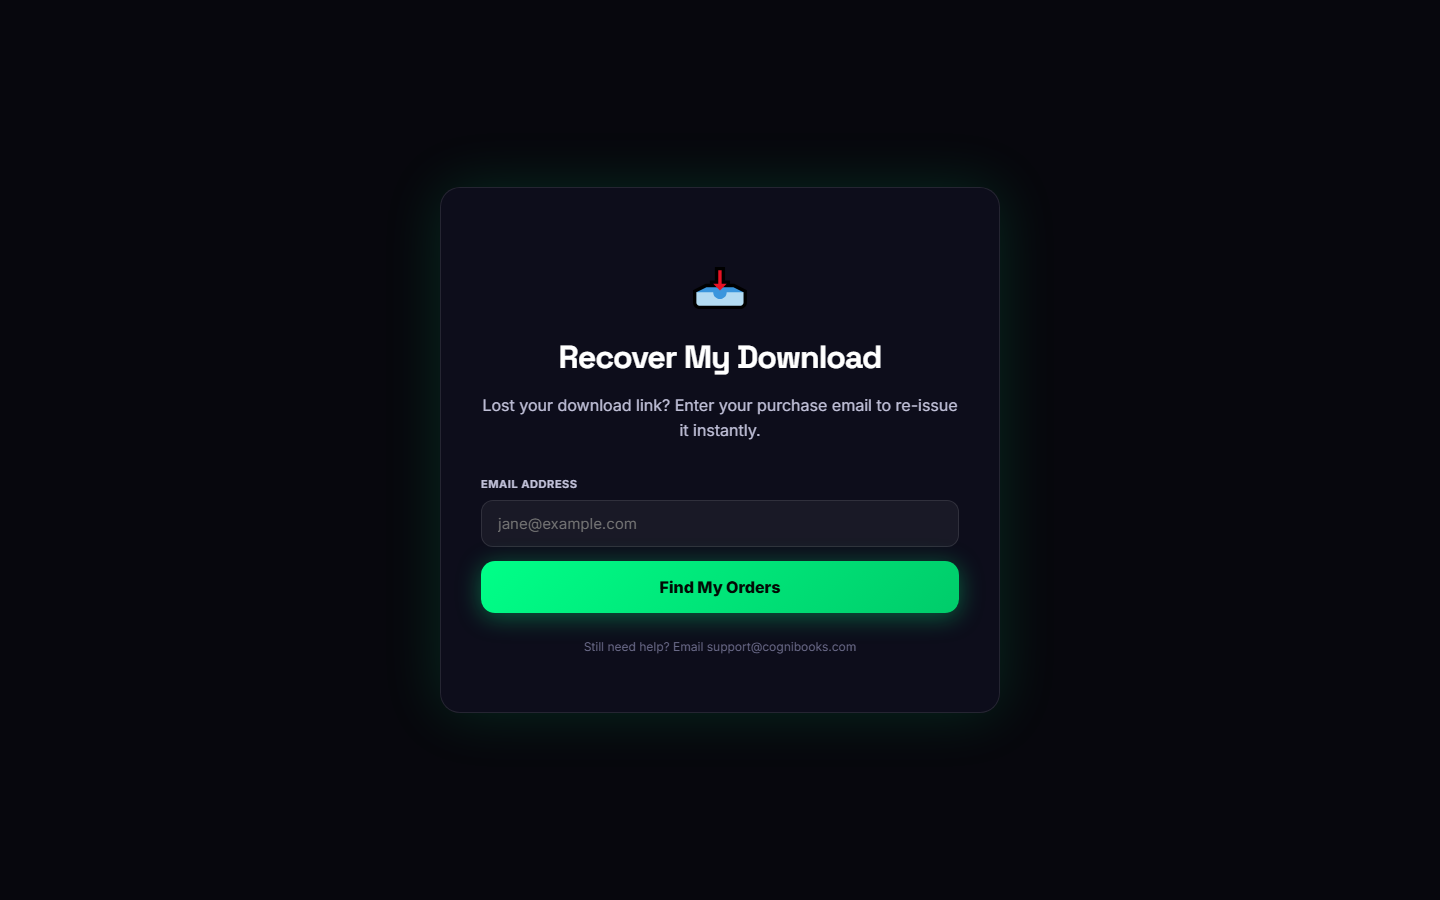 Recover My Download
Lost your download link? Enter your purchase email to re-issue
it instantly.
EMAIL ADDRESS
jane@example.com
Find My Orders
Still need help? Email support@cognibooks.com